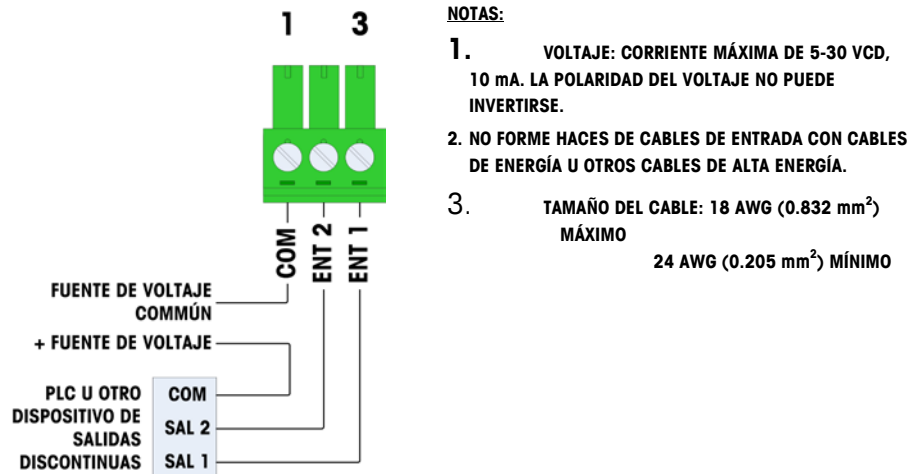 1 3
COM
ENT 2
ENT 1
FUENTE DE VOLTAJE
COMMÚN
+ FUENTE DE VOLTAJE
PLC U OTRO
DISPOSITIVO DE
SALIDAS
DISCONTINUAS
COM
SAL 2
SAL 1
NOTAS:
1. VOLTAJE: CORRIENTE MÁXIMA DE 5-30 VCD,
10 mA. LA POLARIDAD DEL VOLTAJE NO PUEDE
INVERTIRSE.
2. NO FORME HACES DE CABLES DE ENTRADA CON CABLES
DE ENERGÍA U OTROS CABLES DE ALTA ENERGÍA.
3. TAMAÑO DEL CABLE: 18 AWG (0.832 mm²)
MÁXIMO
24 AWG (0.205 mm²) MÍNIMO